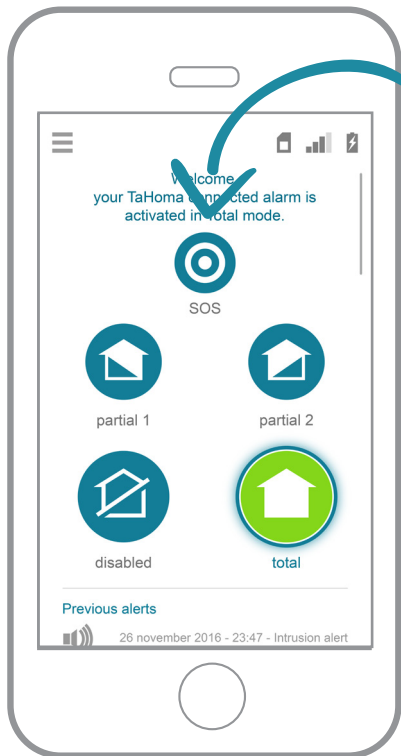 Welcome,
your TaHoma connected alarm is
activated in Total mode.
SOS
partial 1
partial 2
disabled
total
Previous alerts
26 november 2016 - 23:47 - Intrusion alert